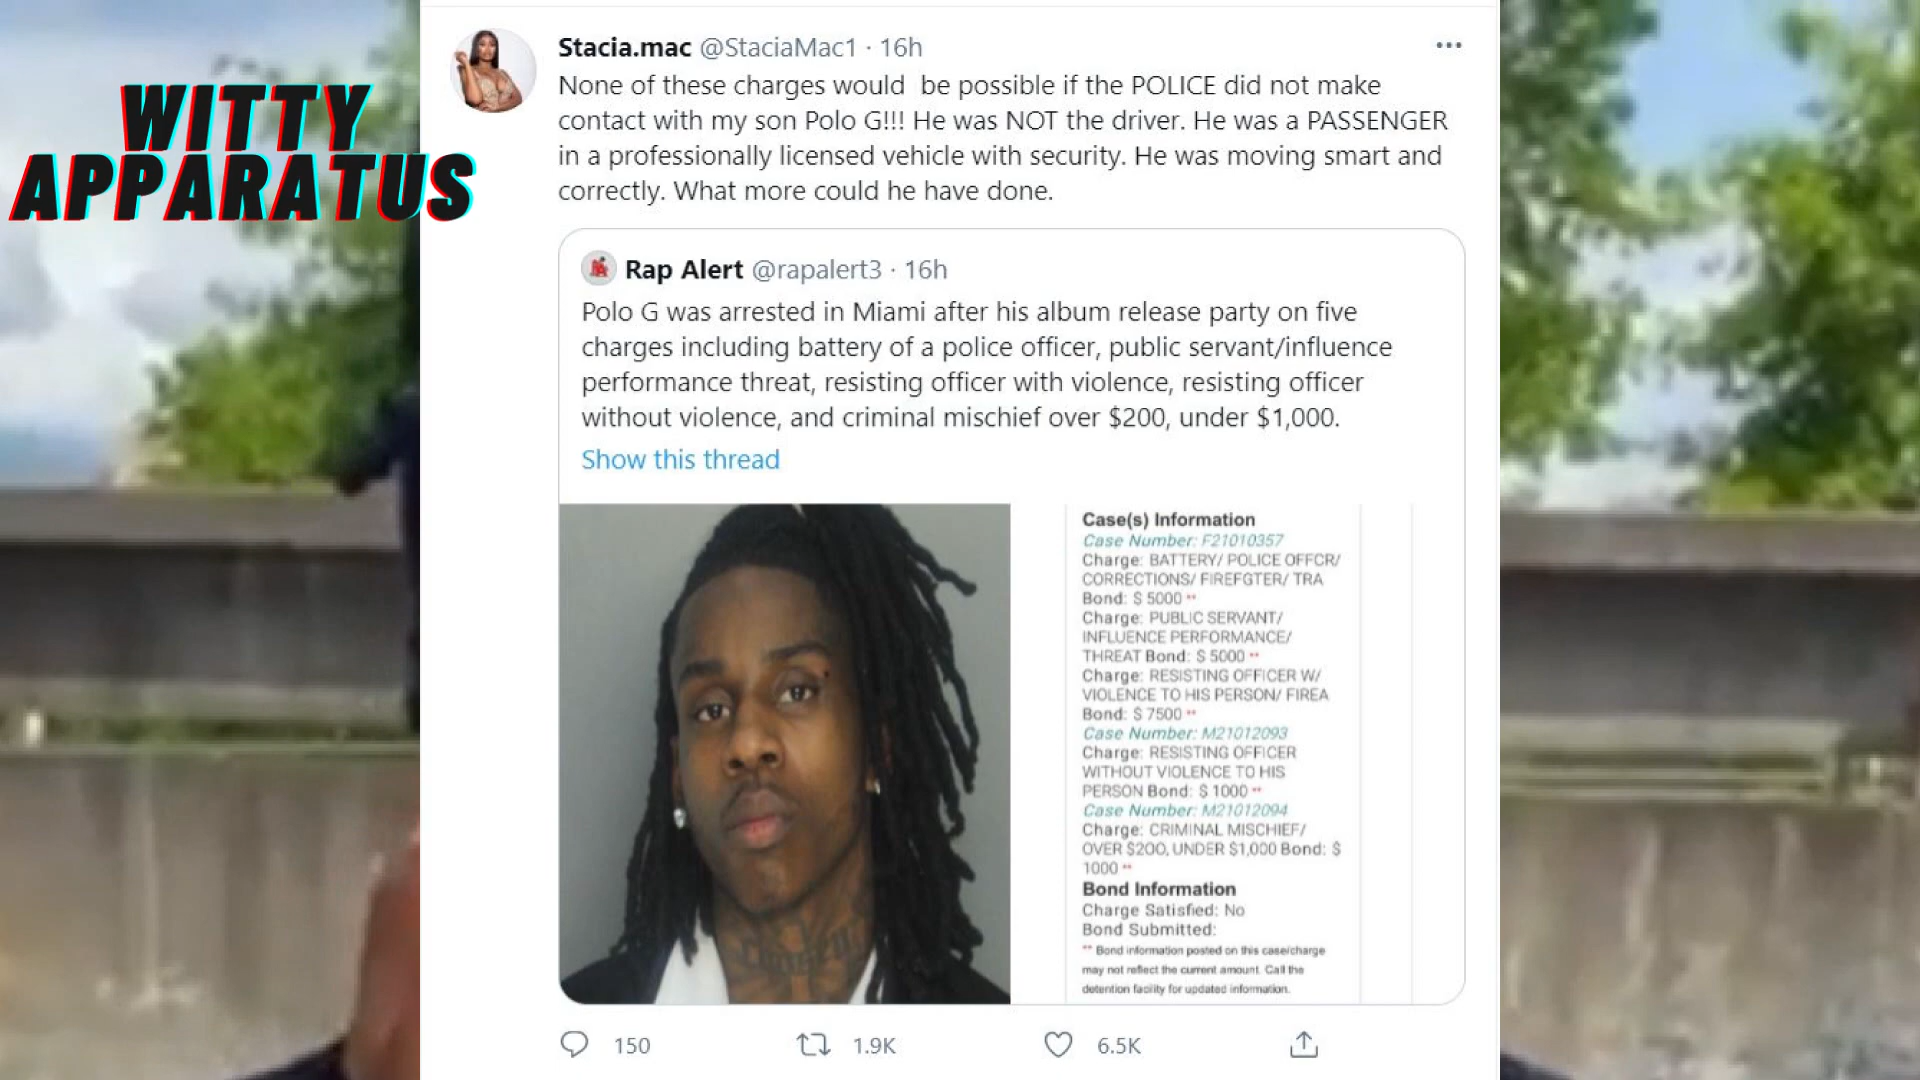 WITTY
APPARATUS
Stacia.mac @StaciaMac1 · 16h
None of these charges would  be possible if the POLICE did not make
contact with my son Polo G!!! He was NOT the driver. He was a PASSENGER
in a professionally licensed vehicle with security. He was moving smart and
correctly. What more could he have done.
Rap Alert @rapalert3 · 16h
Polo G was arrested in Miami after his album release party on five
charges including battery of a police officer, public servant/influence
performance threat, resisting officer with violence, resisting officer
without violence, and criminal mischief over $200, under $1,000.
Show this thread
Case(s) Information
Case Number: F21010357
Charge: BATTERY/ POLICE OFFCR/
CORRECTIONS/ FIREFGTER/ TRA
Bond: $ 5000 **
Charge: PUBLIC SERVANT/
INFLUENCE PERFORMANCE/
THREAT Bond: $ 5000 **
Charge: RESISTING OFFICER W/
VIOLENCE TO HIS PERSON/ FIREA
Bond: $ 7500 **
Case Number: M21012093
Charge: RESISTING OFFICER
WITHOUT VIOLENCE TO HIS
PERSON Bond: $ 1000 **
Case Number: M21012094
Charge: CRIMINAL MISCHIEF/
OVER $200, UNDER $1,000 Bond: $
1000 **
Bond Information
Charge Satisfied: No
Bond Submitted:
** Bond information posted on this case/charge
may not reflect the current amount. Call the
detention facility for updated information.
150
1.9K
6.5K